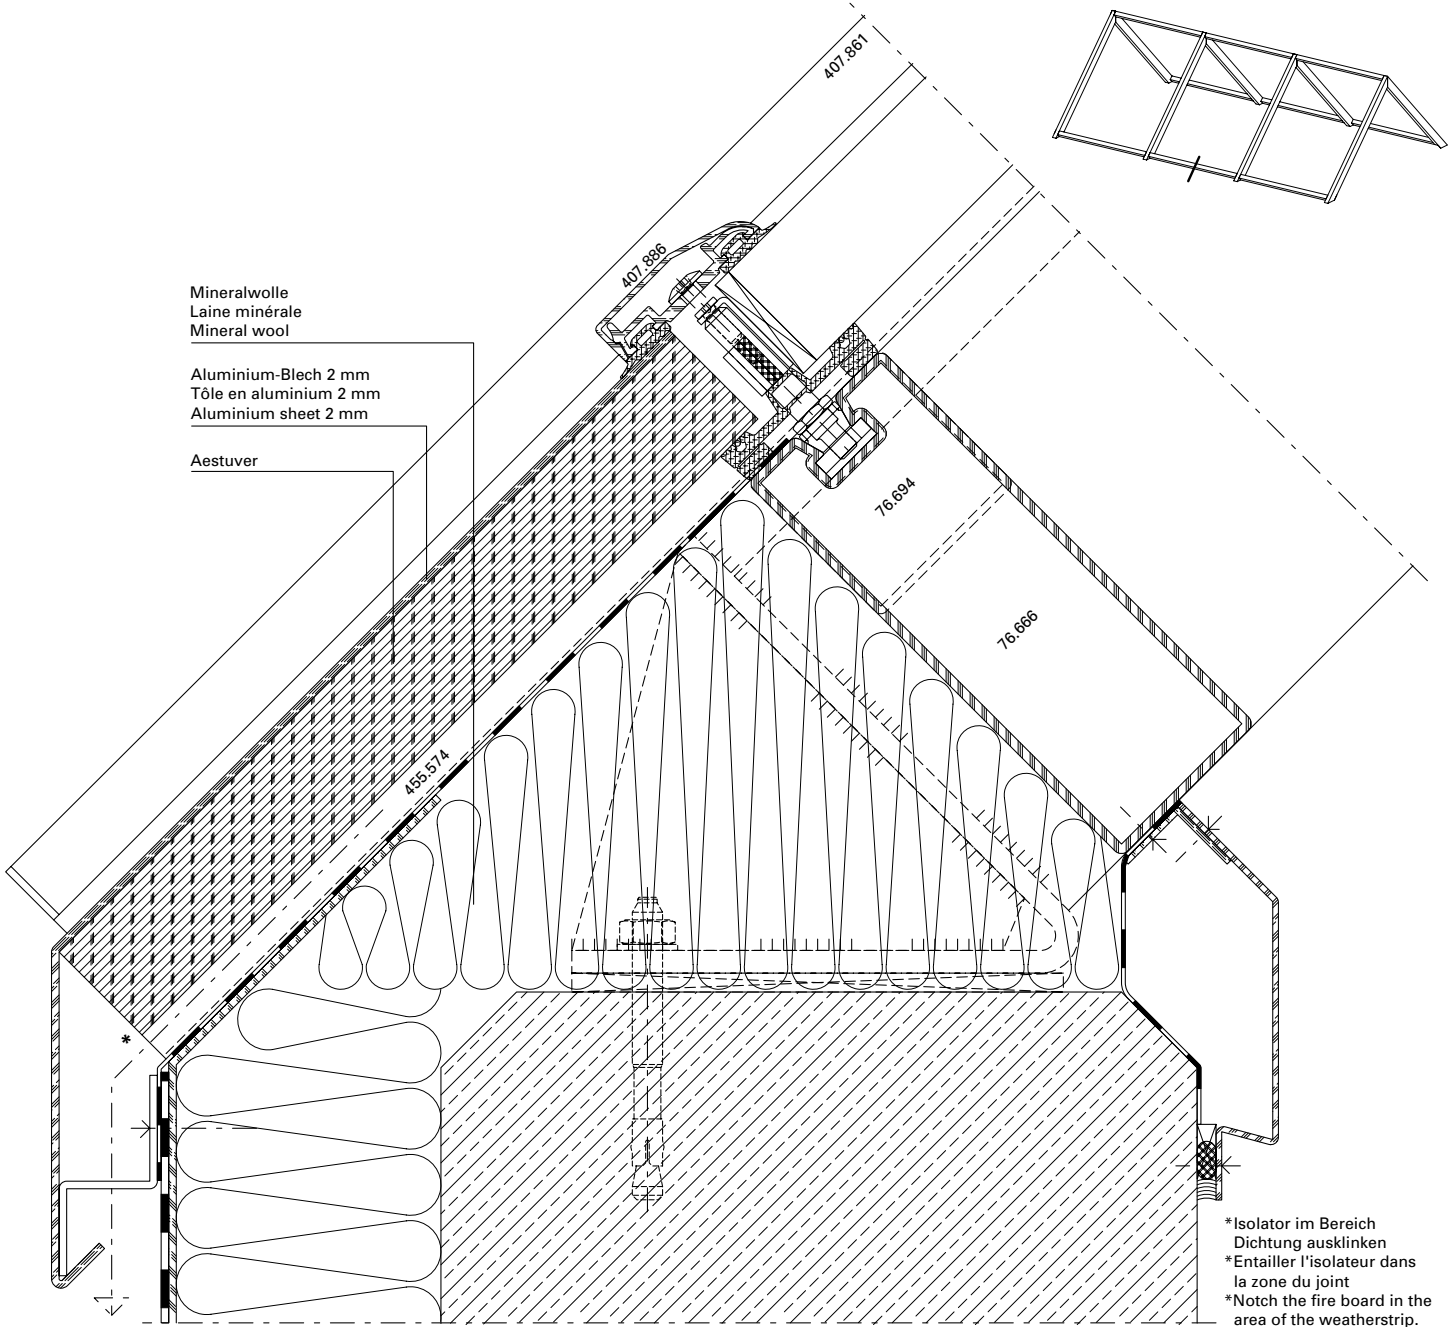 407.861
407.886
Mineralwolle
Laine minérale
Mineral wool
Aluminium-Blech 2 mm
Tôle en aluminium 2 mm
Aluminium sheet 2 mm
Aestuver
76.694
76.666
455.574
*
*Isolator im Bereich
Dichtung ausklinken
*Entailler l'isolateur dans
la zone du joint
*Notch the fire board in the
area of the weatherstrip.